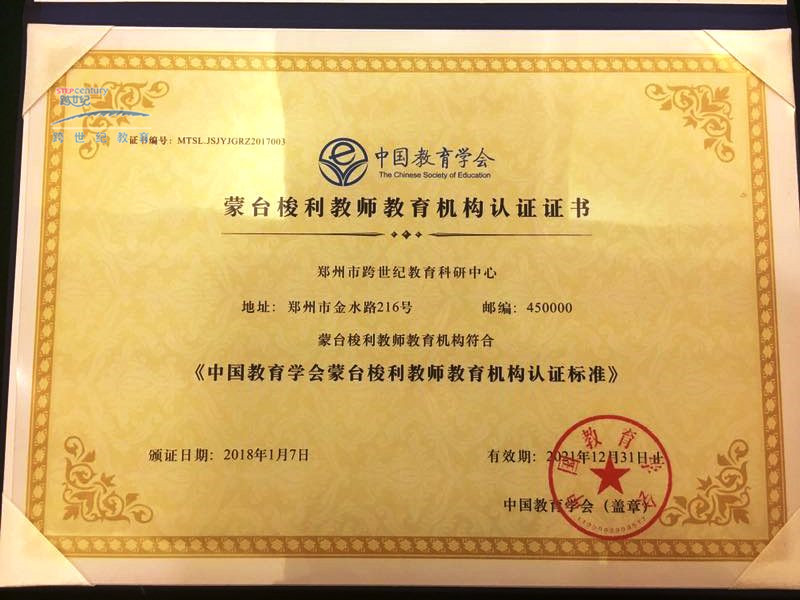 STEPCentury
跨世纪
跨世纪教育
证书编号：MTSL.JSJYJGRZ2017003
中国教育学会
The Chinese Society of Education
蒙台梭利教师教育机构认证证书
郑州市跨世纪教育科研中心
地址：郑州市金水路216号 邮编：450000
蒙台梭利教师教育机构符合
《中国教育学会蒙台梭利教师教育机构认证标准》
颁证日期：2018年1月7日 有效期：2021年12月31日止
中国教育学会（盖章）
中国教育学会